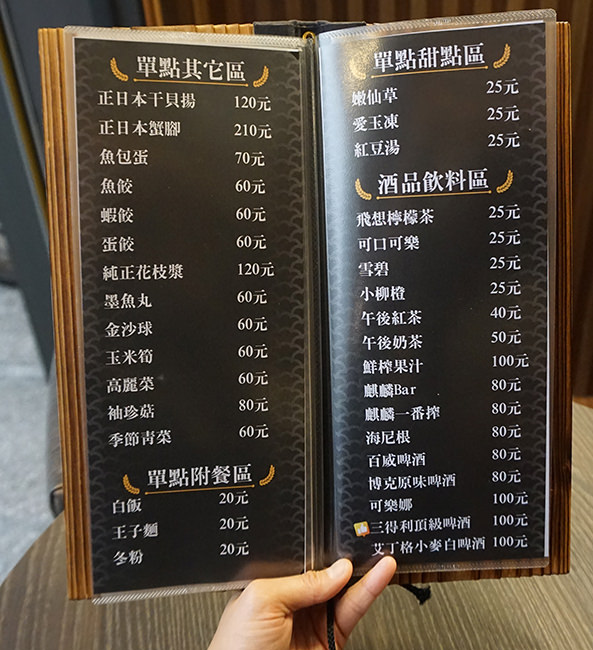 單點其它區
正日本干貝揚 120元
正日本蟹腳 210元
魚包蛋 70元
魚餃 60元
蝦餃 60元
蛋餃 60元
純正花枝漿 120元
墨魚丸 60元
金沙球 60元
玉米筍 60元
高麗菜 60元
袖珍菇 80元
季節青菜 60元
單點附餐區
白飯 20元
王子麵 20元
冬粉 20元
單點甜點區
嫩仙草 25元
愛玉凍 25元
紅豆湯 25元
酒品飲料區
飛想檸檬茶 25元
可口可樂 25元
雪碧 25元
小柳橙 25元
午後紅茶 40元
午後奶茶 50元
鮮榨果汁 100元
麒麟Bar 80元
麒麟一番搾 80元
海尼根 80元
百威啤酒 80元
博克原味啤酒 80元
可樂娜 100元
三得利頂級啤酒 100元
艾丁格小麥白啤酒 100元